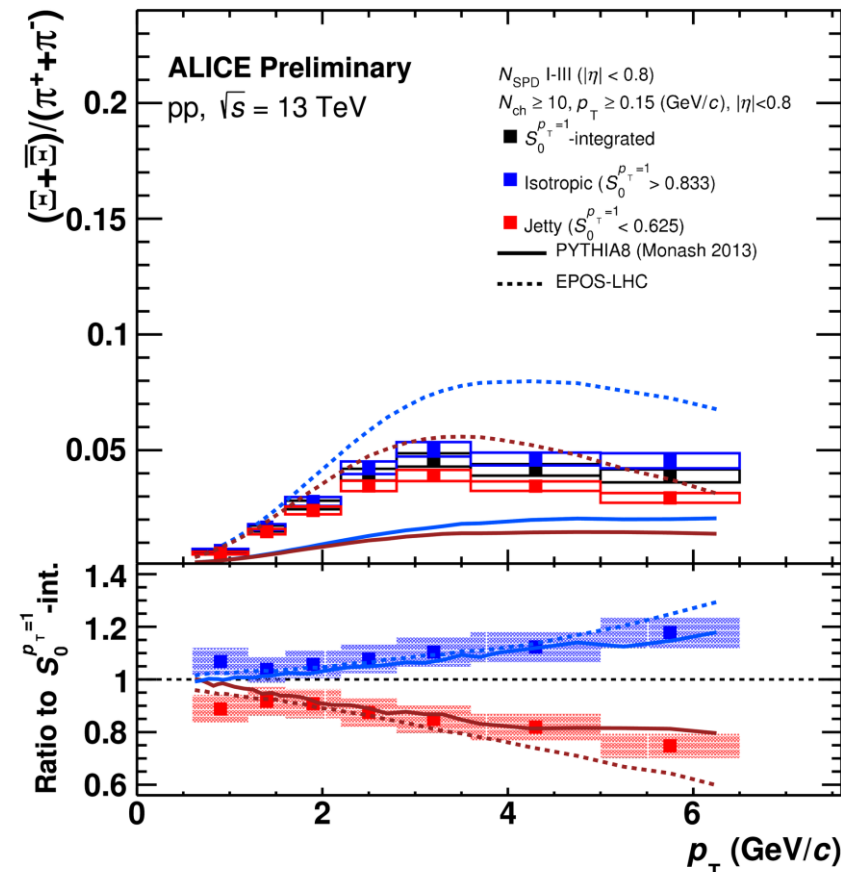 (Ξ+Ξ̅)/(π⁺+π⁻)
ALICE Preliminary
pp, √s = 13 TeV
N_SPD I-III (|η| < 0.8)
N_ch ≥ 10, p_T ≥ 0.15 (GeV/c), |η|<0.8
S_0^{p_T=1}-integrated
Isotropic (S_0^{p_T=1} > 0.833)
Jetty (S_0^{p_T=1} < 0.625)
PYTHIA8 (Monash 2013)
EPOS-LHC
0.2
0.15
0.1
0.05
Ratio to S_0^{p_T=1}-int.
1.4
1.2
1
0.8
0.6
0 2 4 6
p_T (GeV/c)